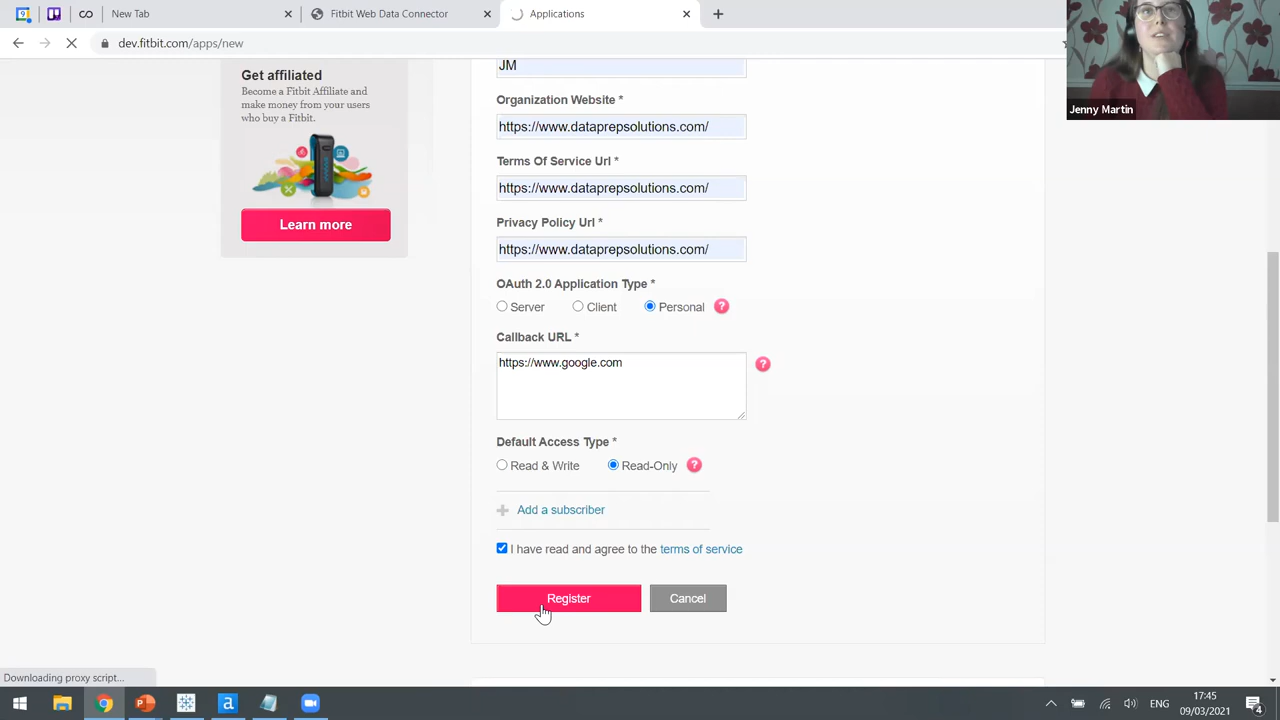 New Tab
Fitbit Web Data Connector
Applications
dev.fitbit.com/apps/new
Jenny Martin
Get affiliated
Become a Fitbit Affiliate and
make money from your users
who buy a Fitbit.
Learn more
JM
Organization Website *
https://www.dataprepsolutions.com/
Terms Of Service Url *
https://www.dataprepsolutions.com/
Privacy Policy Url *
https://www.dataprepsolutions.com/
OAuth 2.0 Application Type *
Server Client Personal ?
Callback URL *
https://www.google.com
?
Default Access Type *
Read & Write Read-Only ?
Add a subscriber
I have read and agree to the terms of service
Register Cancel
Downloading proxy script...
ENG
17:45
09/03/2021
4